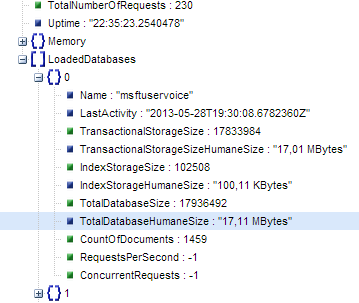 TotalNumberOfRequests : 230
Uptime : "22:35:23.2540478"
{} Memory
[] LoadedDatabases
{} 0
Name : "msftuservoice"
LastActivity : "2013-05-28T19:30:08.6782360Z"
TransactionalStorageSize : 17833984
TransactionalStorageSizeHumaneSize : "17,01 MBytes"
IndexStorageSize : 102508
IndexStorageHumaneSize : "100,11 KBytes"
TotalDatabaseSize : 17936492
TotalDatabaseHumaneSize : "17,11 MBytes"
CountOfDocuments : 1459
RequestsPerSecond : -1
ConcurrentRequests : -1
{} 1